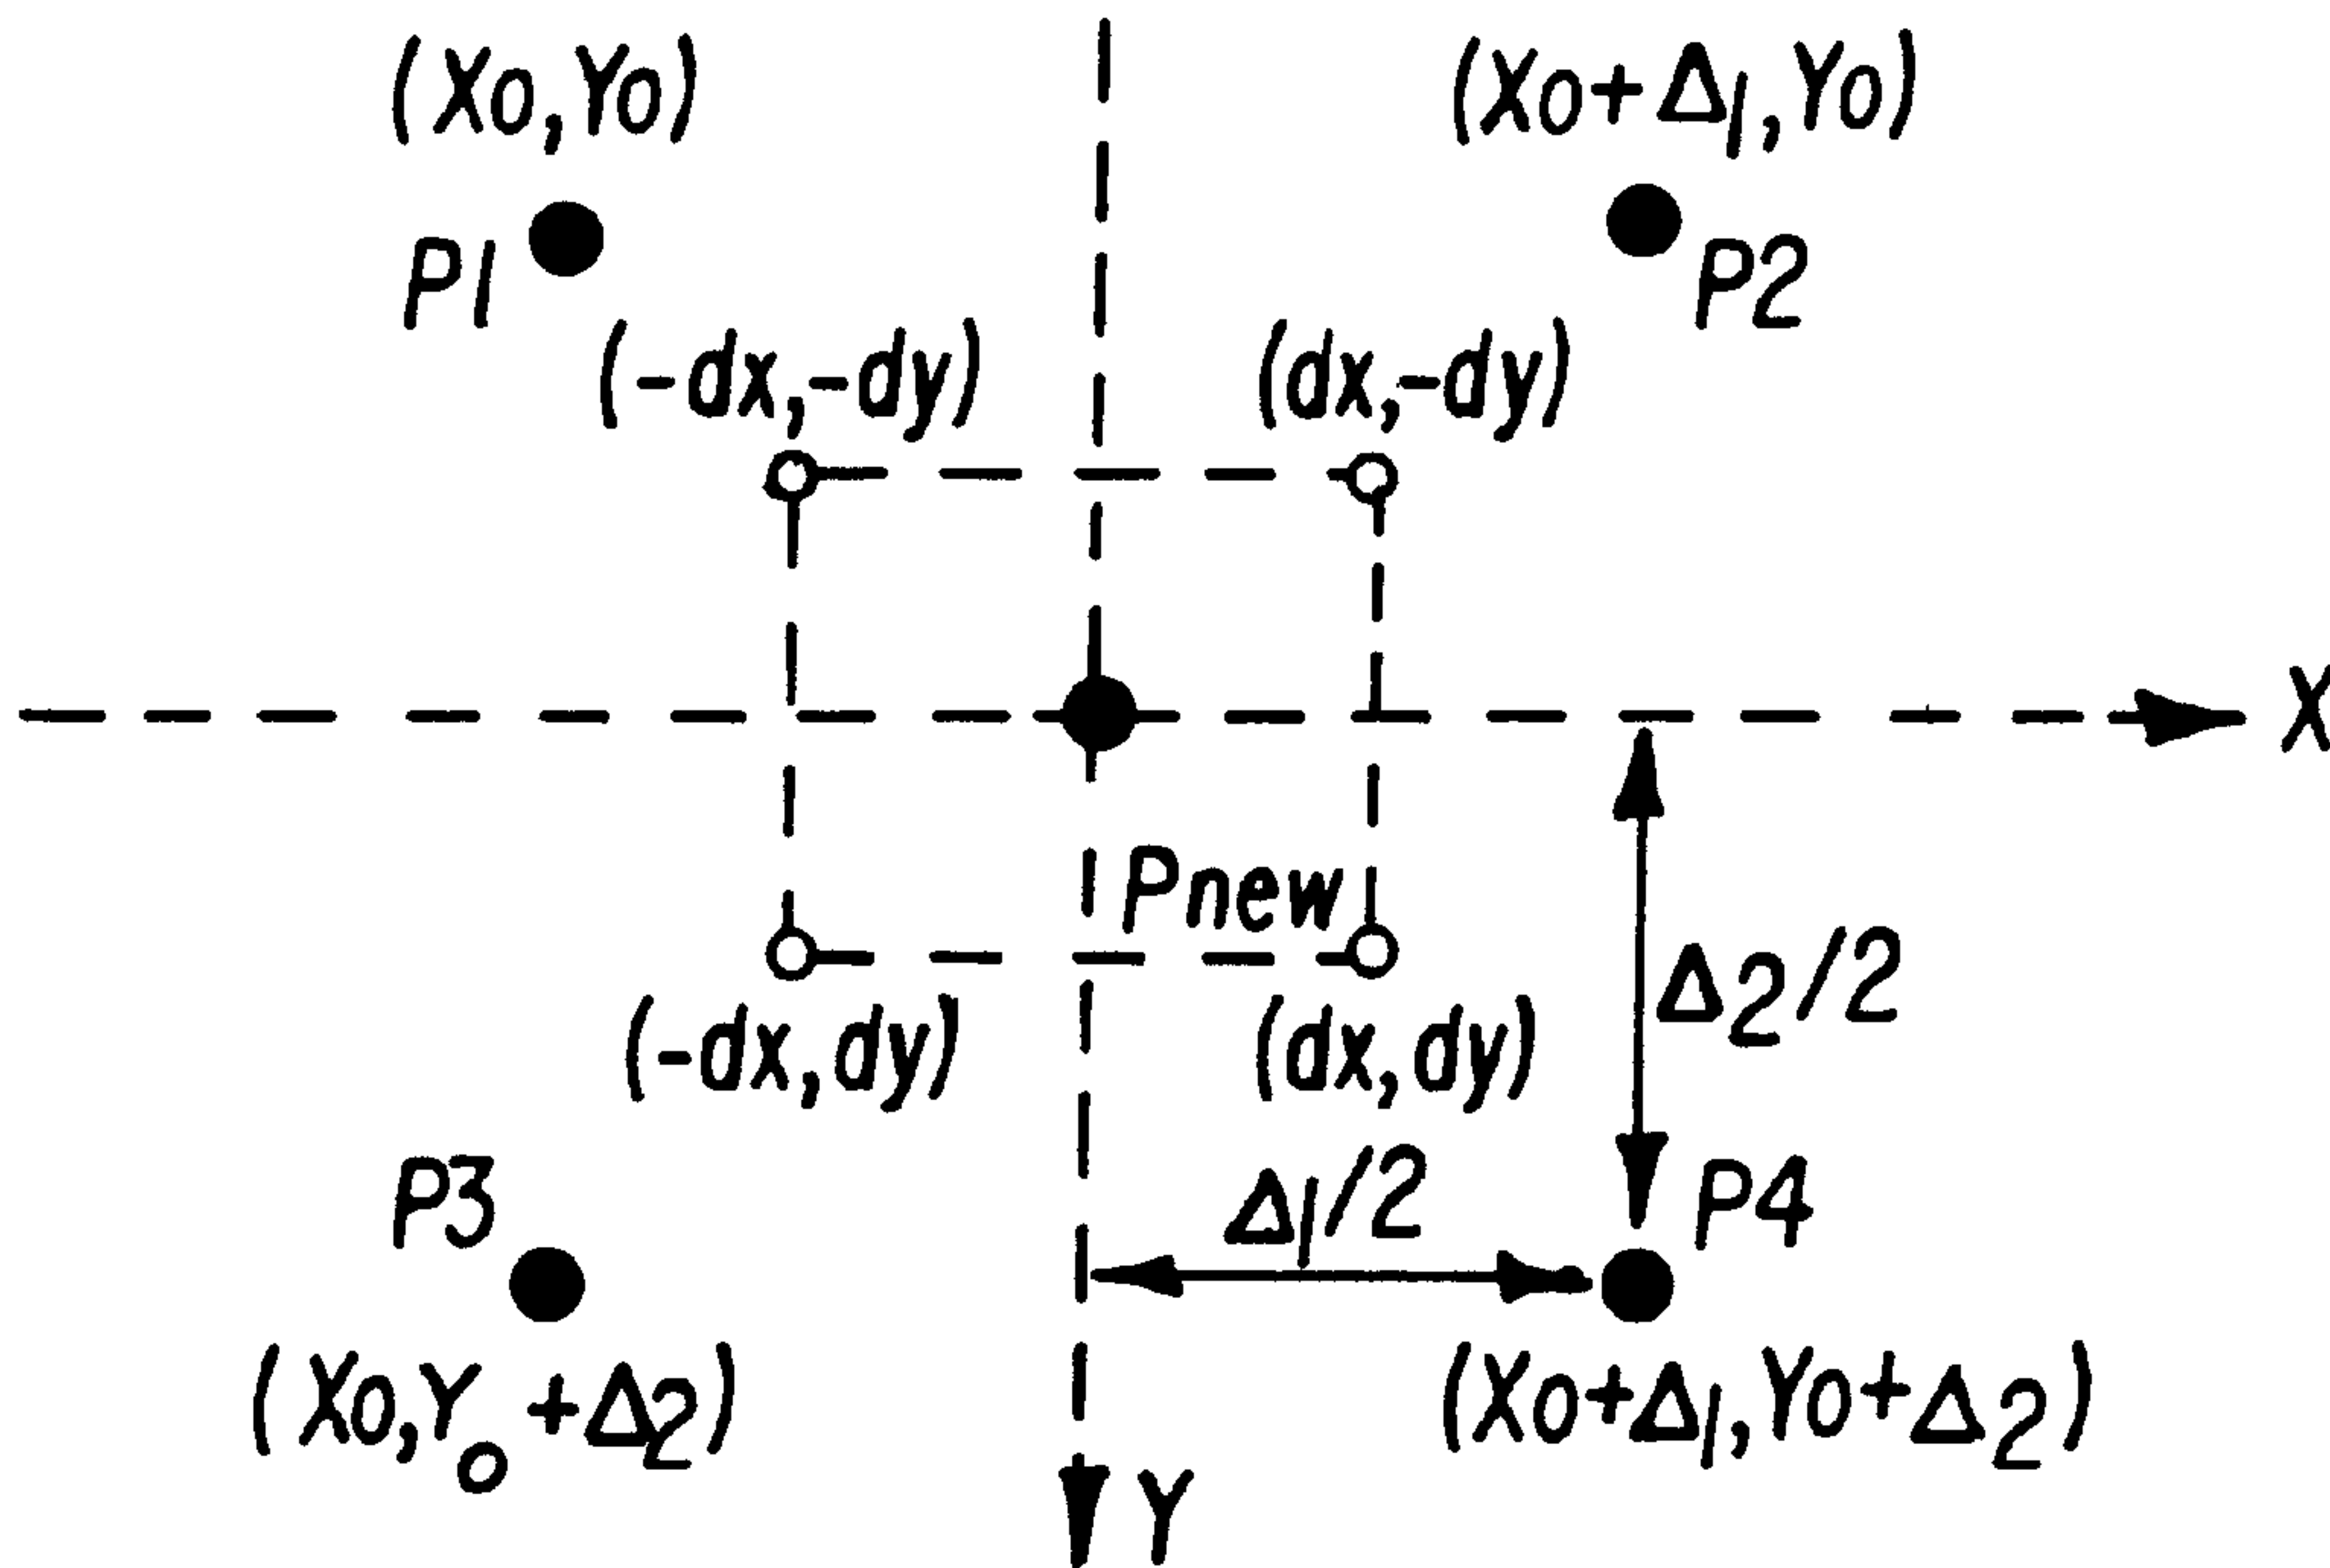 (X0,Y0)
(X0+Δ1,Y0)
P1
P2
(-dx,-dy)
(dx,-dy)
X
Pnew
Δ2/2
(-dx,dy)
(dx,dy)
P3
Δ1/2
P4
(X0,Y0+Δ2)
(X0+Δ1,Y0+Δ2)
Y